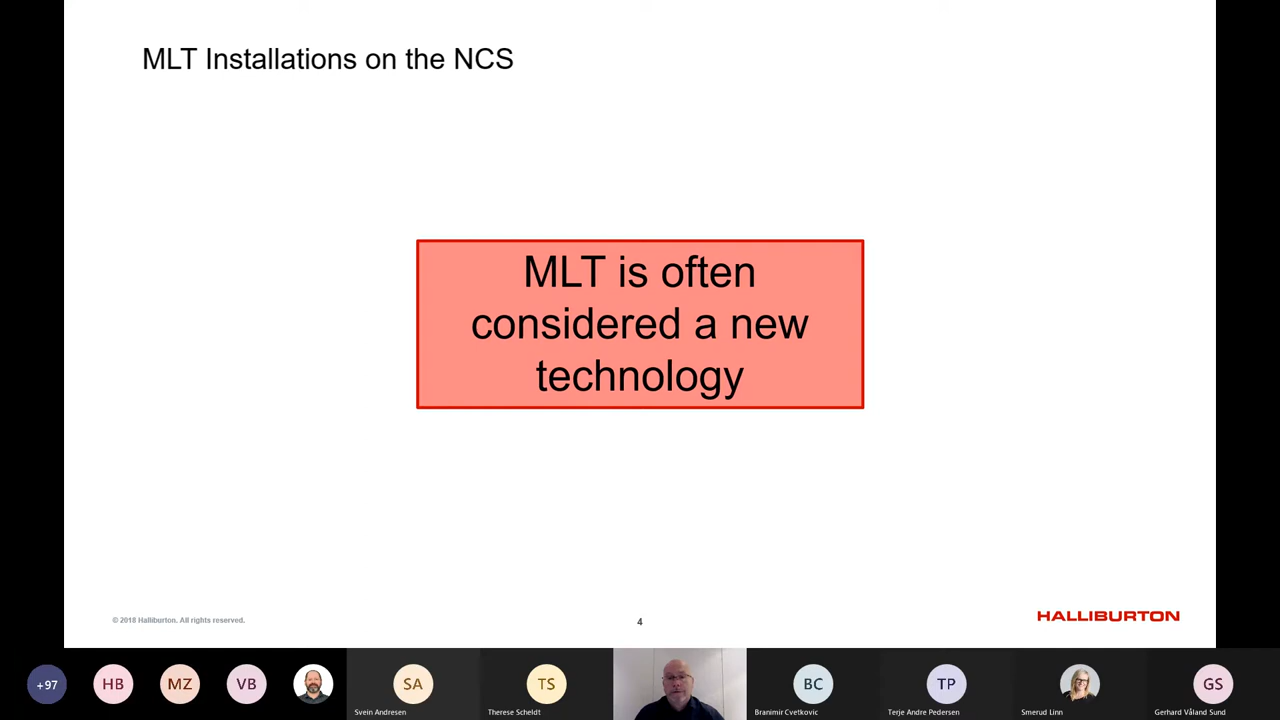 MLT Installations on the NCS
MLT is often
considered a new
technology
© 2018 Halliburton. All rights reserved.
4
HALLIBURTON
+97
HB
MZ
VB
SA
Svein Andresen
TS
Therese Scheldt
BC
Branimir Cvetkovic
TP
Terje Andre Pedersen
Smerud Linn
GS
Gerhard Våland Sund